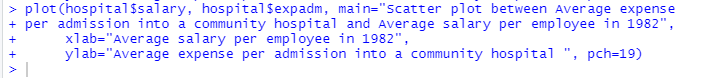 > plot(hospital$salary, hospital$expadm, main="Scatter plot between Average expense
+ per admission into a community hospital and Average salary per employee in 1982",
+      xlab="Average salary per employee in 1982",
+      ylab="Average expense per admission into a community hospital ", pch=19)
>